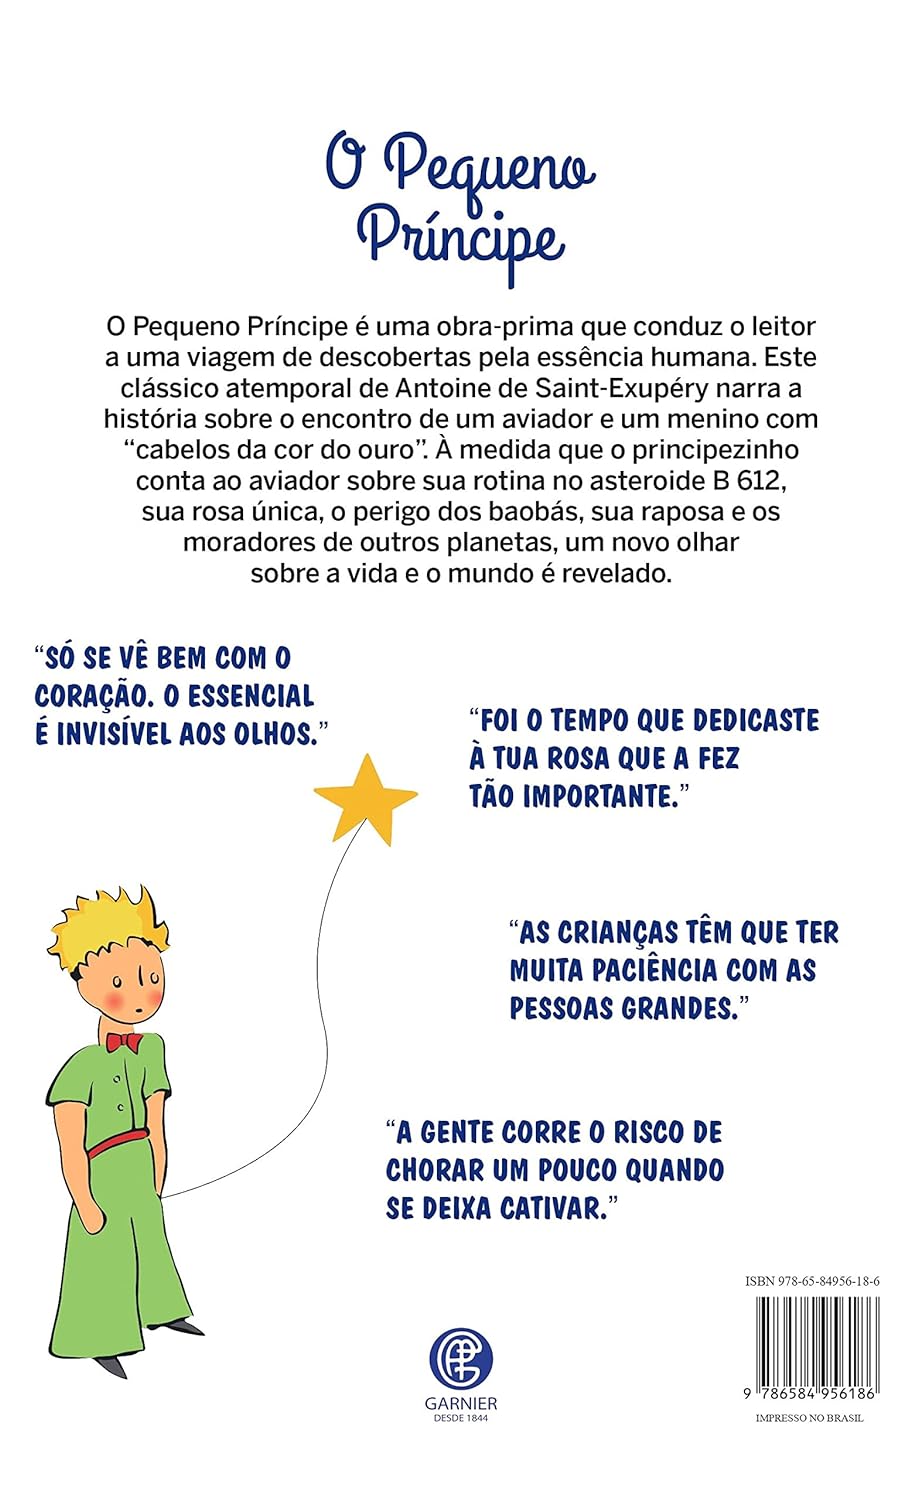 O Pequeno
Príncipe
O Pequeno Príncipe é uma obra-prima que conduz o leitor
a uma viagem de descobertas pela essência humana. Este
clássico atemporal de Antoine de Saint-Exupéry narra a
história sobre o encontro de um aviador e um menino com
“cabelos da cor do ouro”. À medida que o principezinho
conta ao aviador sobre sua rotina no asteroide B 612,
sua rosa única, o perigo dos baobás, sua raposa e os
moradores de outros planetas, um novo olhar
sobre a vida e o mundo é revelado.
“SÓ SE VÊ BEM COM O
CORAÇÃO. O ESSENCIAL
É INVISÍVEL AOS OLHOS.”
“FOI O TEMPO QUE DEDICASTE
À TUA ROSA QUE A FEZ
TÃO IMPORTANTE.”
“AS CRIANÇAS TÊM QUE TER
MUITA PACIÊNCIA COM AS
PESSOAS GRANDES.”
“A GENTE CORRE O RISCO DE
CHORAR UM POUCO QUANDO
SE DEIXA CATIVAR.”
ISBN 978-65-84956-18-6
9 786584 956186
IMPRESSO NO BRASIL
GARNIER
DESDE 1844